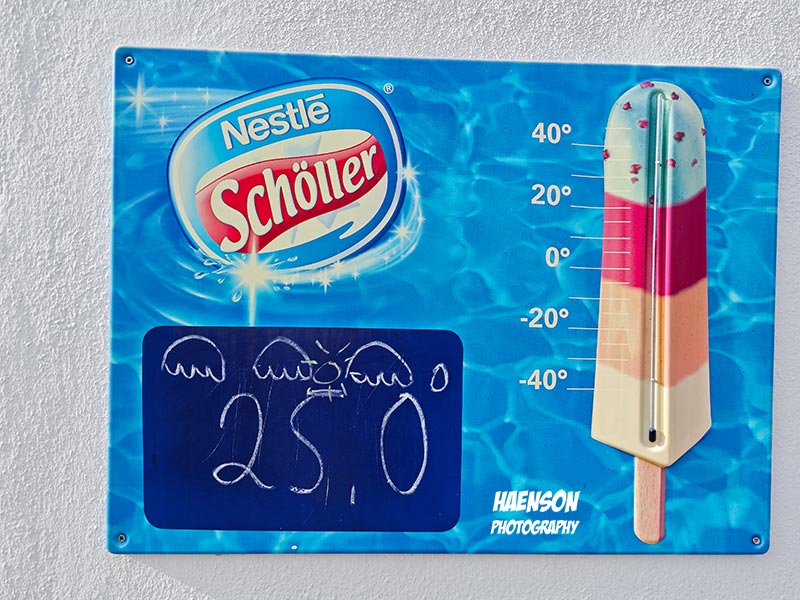 Nestlé
®
Schöller
40°
20°
0°
-20°
-40°
25,0
HAENSON
PHOTOGRAPHY